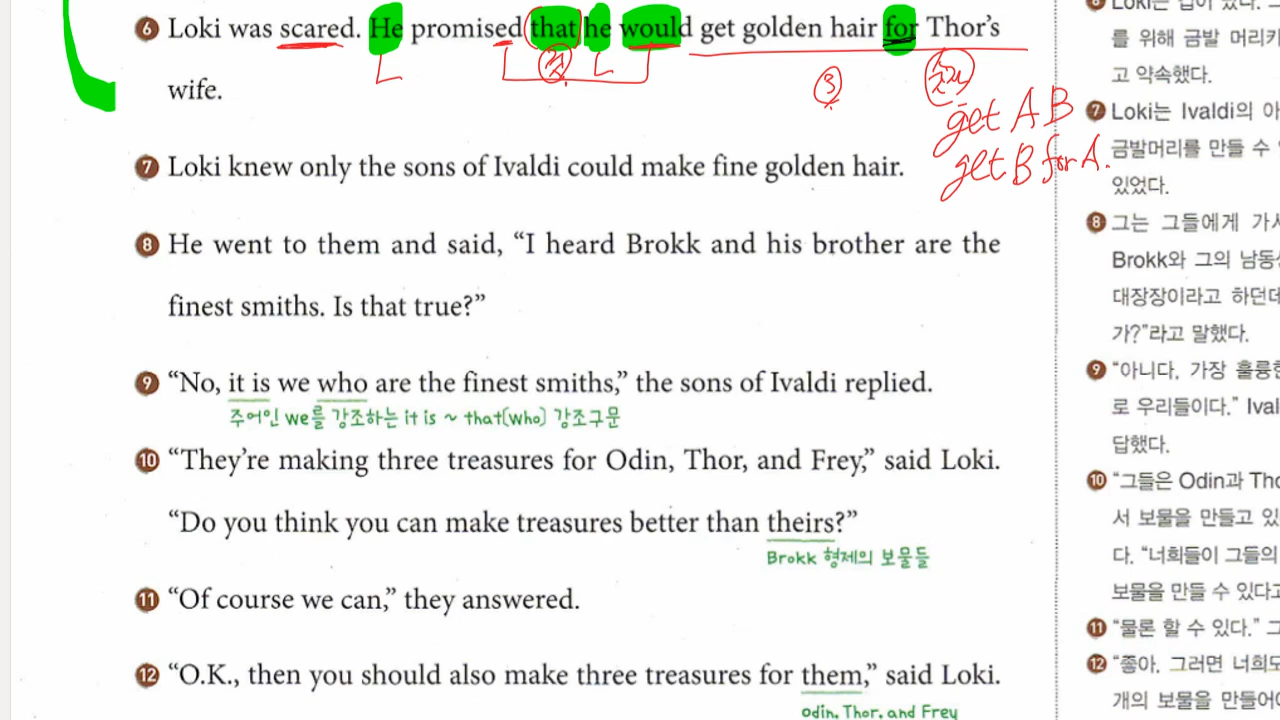 6 Loki was scared. He promised that he would get golden hair for Thor's
wife.
3
get A B
get B for A.
7 Loki knew only the sons of Ivaldi could make fine golden hair.
8 He went to them and said, “I heard Brokk and his brother are the
finest smiths. Is that true?”
9 “No, it is we who are the finest smiths,” the sons of Ivaldi replied.
주어인 we를 강조하는 it is ~ that(who) 강조구문
10 “They're making three treasures for Odin, Thor, and Frey,” said Loki.
“Do you think you can make treasures better than theirs?”
Brokk 형제의 보물들
11 “Of course we can,” they answered.
12 “O.K., then you should also make three treasures for them,” said Loki.
Odin, Thor, and Frey
를 위해 금발 머리카
고 약속했다.
7 Loki는 Ivaldi의 아
금발머리를 만들 수
있었다.
8 그는 그들에게 가서
Brokk와 그의 남동생
대장장이라고 하던데
가?”라고 말했다.
9 “아니다, 가장 훌륭한
로 우리들이다.” Ival
답했다.
10 “그들은 Odin과 Tho
서 보물을 만들고 있
다. “너희들이 그들의
보물을 만들 수 있다고
11 “물론 할 수 있다.” 그
12 “좋아, 그러면 너희도
개의 보물을 만들어야